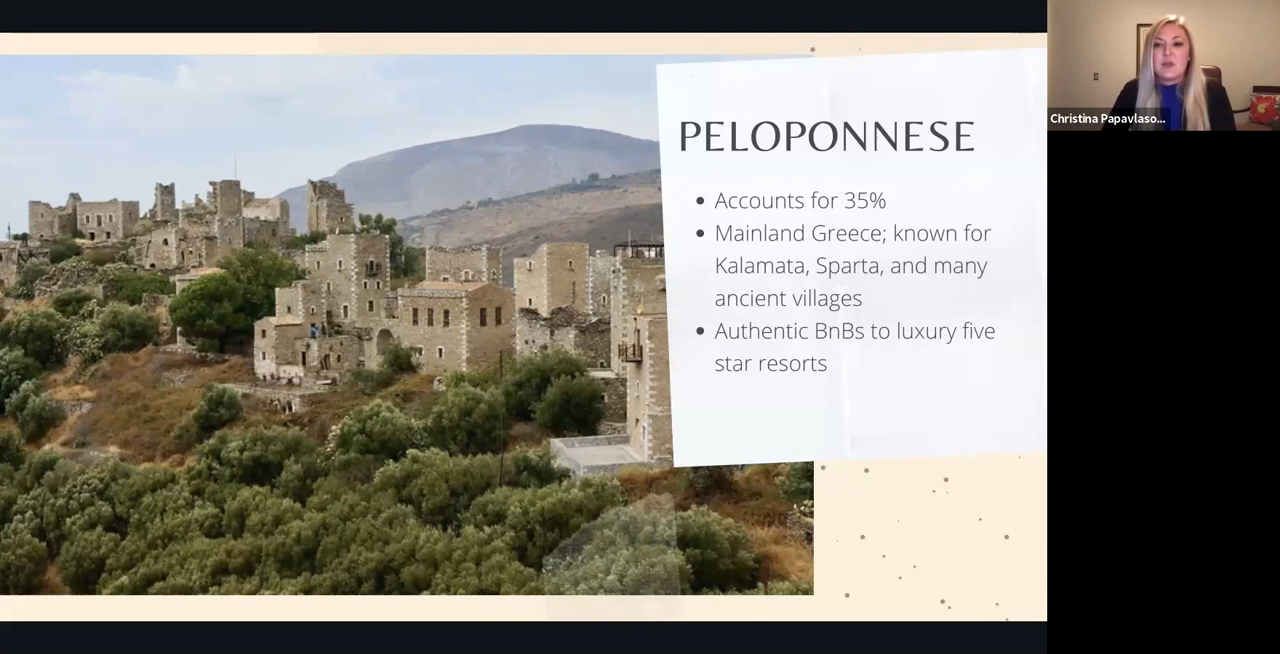 PELOPONNESE
Accounts for 35%
Mainland Greece; known for
Kalamata, Sparta, and many
ancient villages
Authentic BnBs to luxury five
star resorts
Christina Papavlaso...